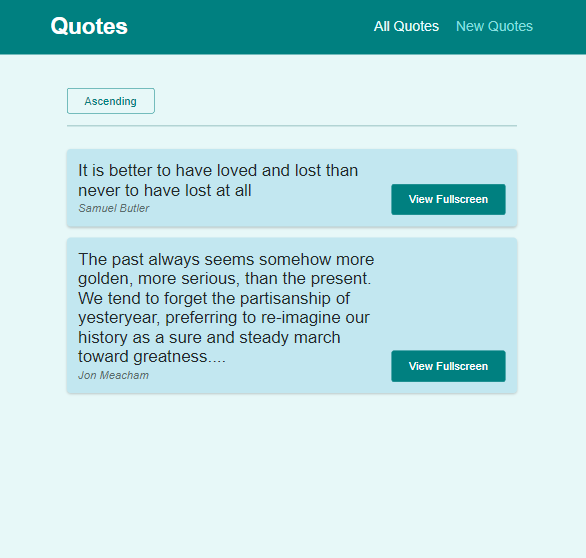 Quotes
All Quotes New Quotes
Ascending
It is better to have loved and lost than
never to have lost at all
Samuel Butler
View Fullscreen
The past always seems somehow more
golden, more serious, than the present.
We tend to forget the partisanship of
yesteryear, preferring to re-imagine our
history as a sure and steady march
toward greatness....
Jon Meacham
View Fullscreen